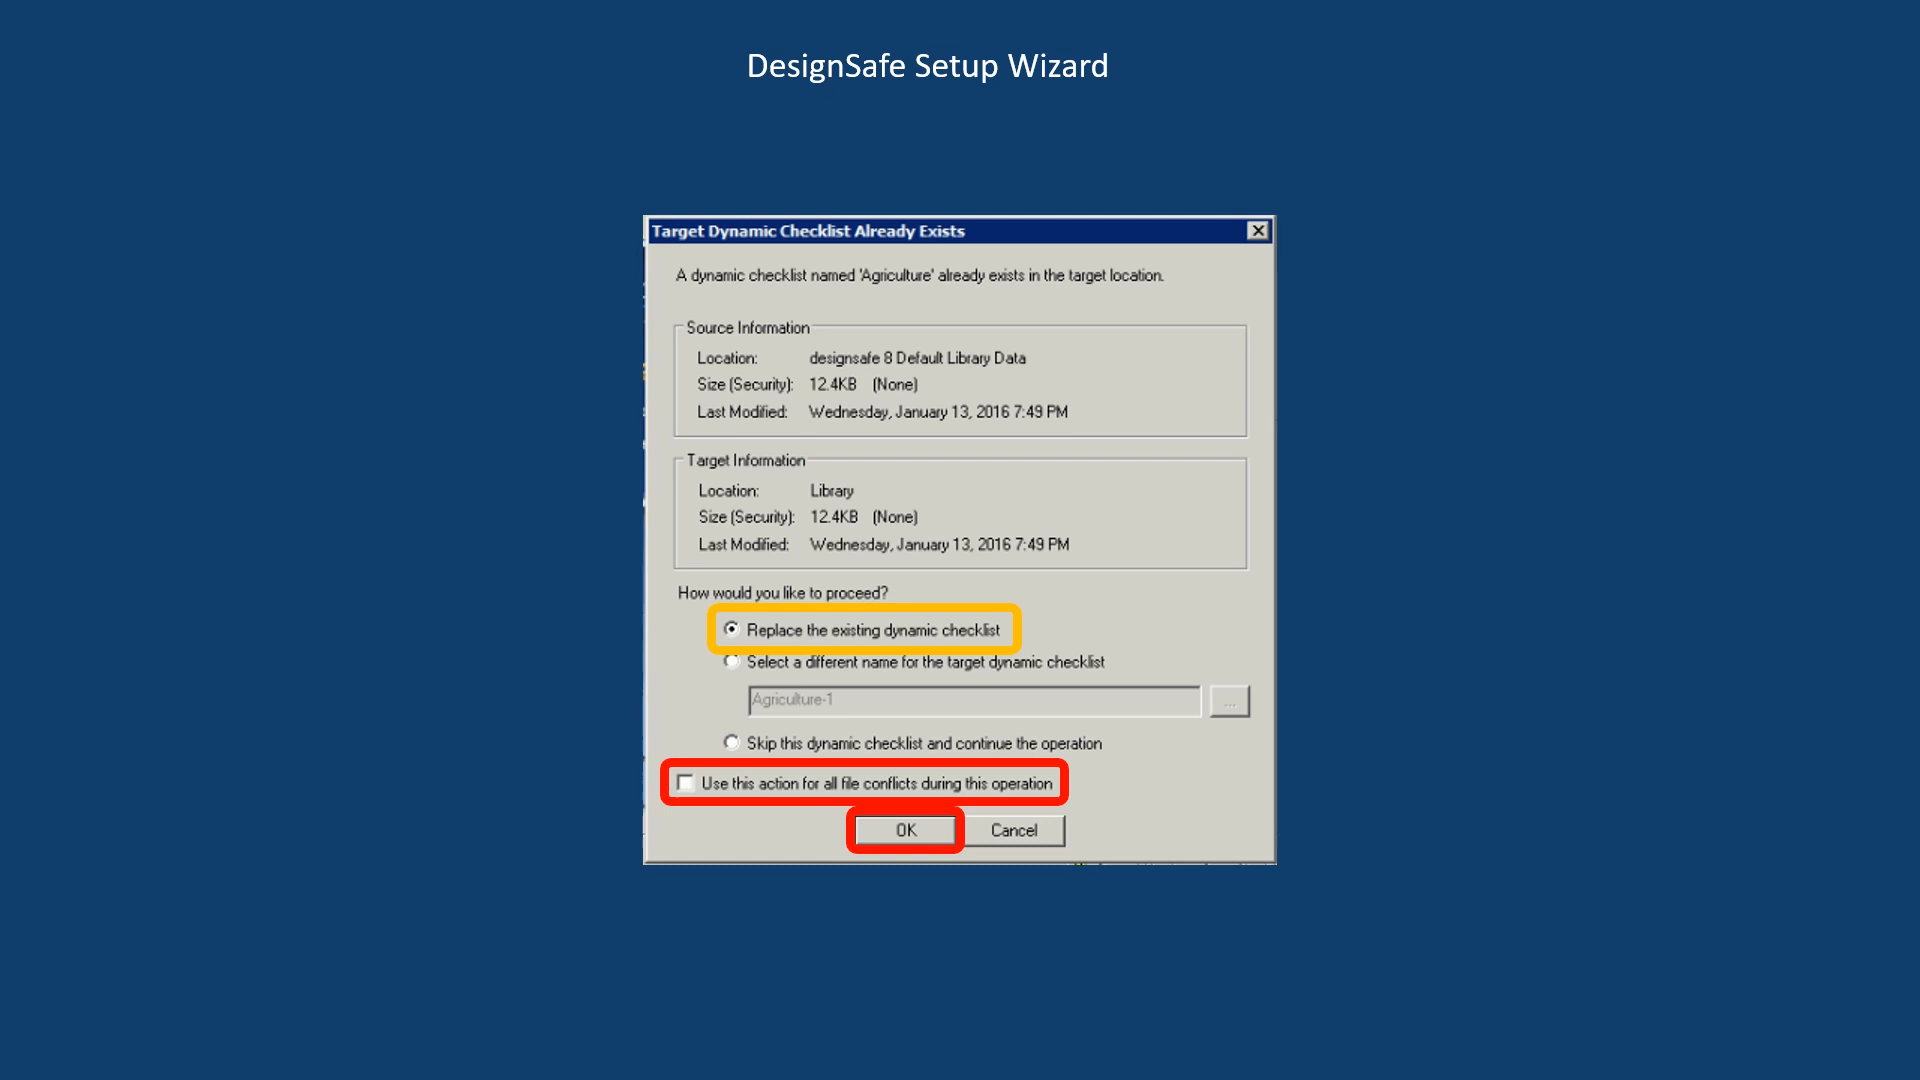 DesignSafe Setup Wizard
Target Dynamic Checklist Already Exists
A dynamic checklist named 'Agriculture' already exists in the target location.
Source Information
Location: designsafe 8 Default Library Data
Size (Security): 12.4KB (None)
Last Modified: Wednesday, January 13, 2016 7:49 PM
Target Information
Location: Library
Size (Security): 12.4KB (None)
Last Modified: Wednesday, January 13, 2016 7:49 PM
How would you like to proceed?
Replace the existing dynamic checklist
Select a different name for the target dynamic checklist
Agriculture-1 ...
Skip this dynamic checklist and continue the operation
Use this action for all file conflicts during this operation
OK Cancel